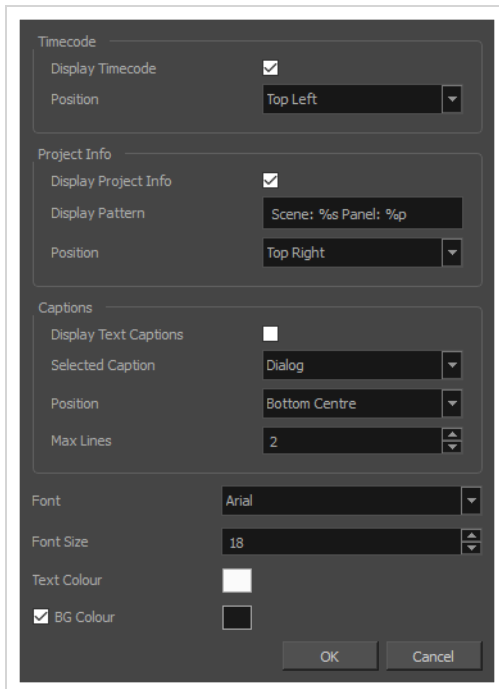 Timecode
Display Timecode
Position Top Left
Project Info
Display Project Info
Display Pattern Scene: %s Panel: %p
Position Top Right
Captions
Display Text Captions
Selected Caption Dialog
Position Bottom Centre
Max Lines 2
Font Arial
Font Size 18
Text Colour
BG Colour
OK Cancel